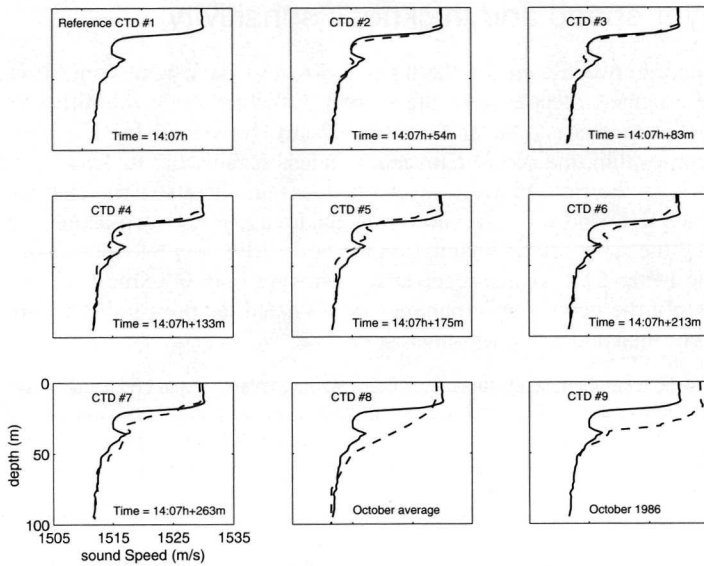 Reference CTD #1
Time = 14:07h
CTD #2
Time = 14:07h+54m
CTD #3
Time = 14:07h+83m
CTD #4
Time = 14:07h+133m
CTD #5
Time = 14:07h+175m
CTD #6
Time = 14:07h+213m
0
50
100
depth (m)
CTD #7
Time = 14:07h+263m
1505
1515
1525
1535
sound Speed (m/s)
CTD #8
October average
CTD #9
October 1986